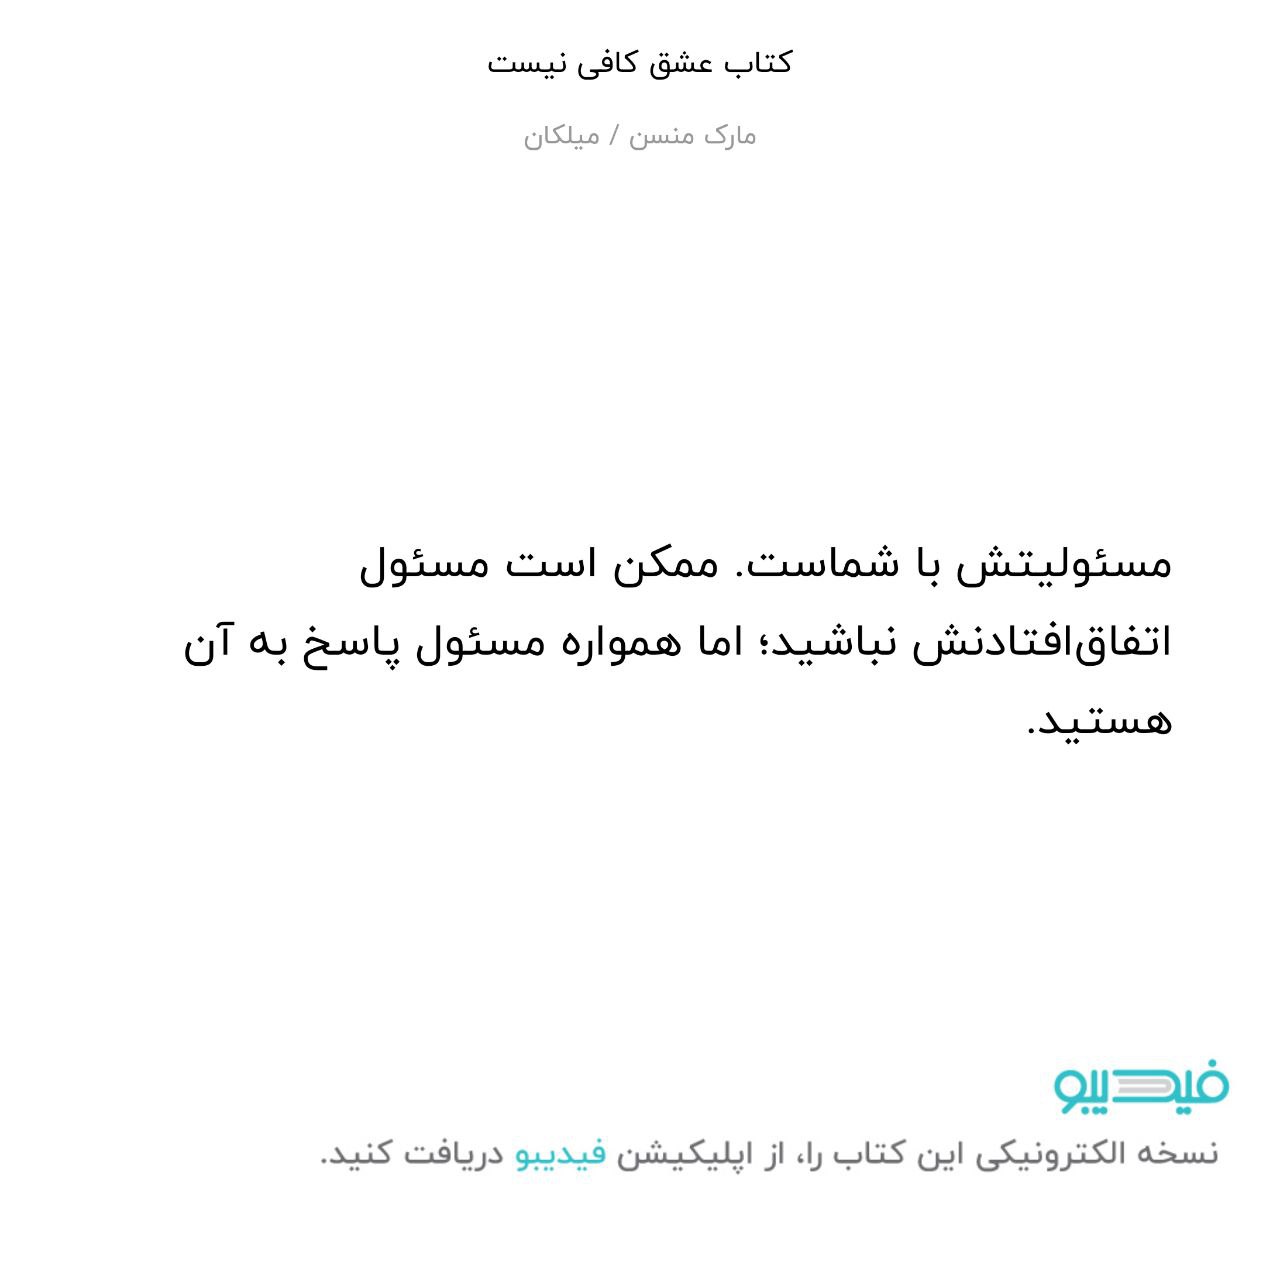 کتاب عشق کافی نیست
مارک منسن / میلکان
مسئولیتش با شماست. ممکن است مسئول
اتفاق‌افتادنش نباشید؛ اما همواره مسئول پاسخ به آن
هستید.
فیدیبو
نسخه الکترونیکی این کتاب را، از اپلیکیشن فیدیبو دریافت کنید.